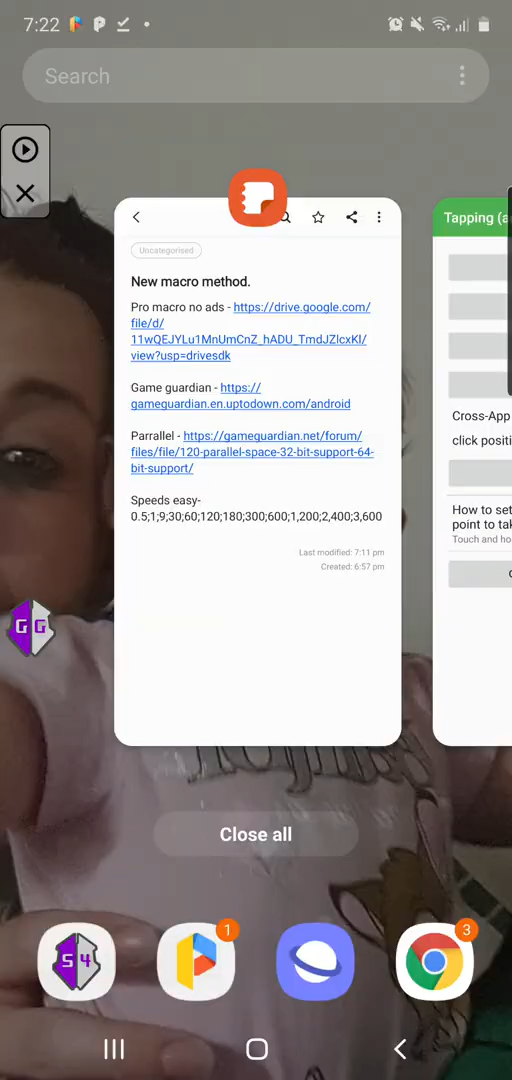 7:22
Search
Uncategorised
New macro method.
Pro macro no ads - https://drive.google.com/
file/d/
11wQEJYLu1MnUmCnZ_hADU_TmdJZlcxKl/
view?usp=drivesdk
Game guardian - https://
gameguardian.en.uptodown.com/android
Parrallel - https://gameguardian.net/forum/
files/file/120-parallel-space-32-bit-support-64-
bit-support/
Speeds easy-
0.5;1;9;30;60;120;180;300;600;1,200;2,400;3,600
Last modified: 7:11 pm
Created: 6:57 pm
Tapping (a
Cross-App
click positi
How to set
point to tak
Touch and ho
G G
Close all
S 4
1
3